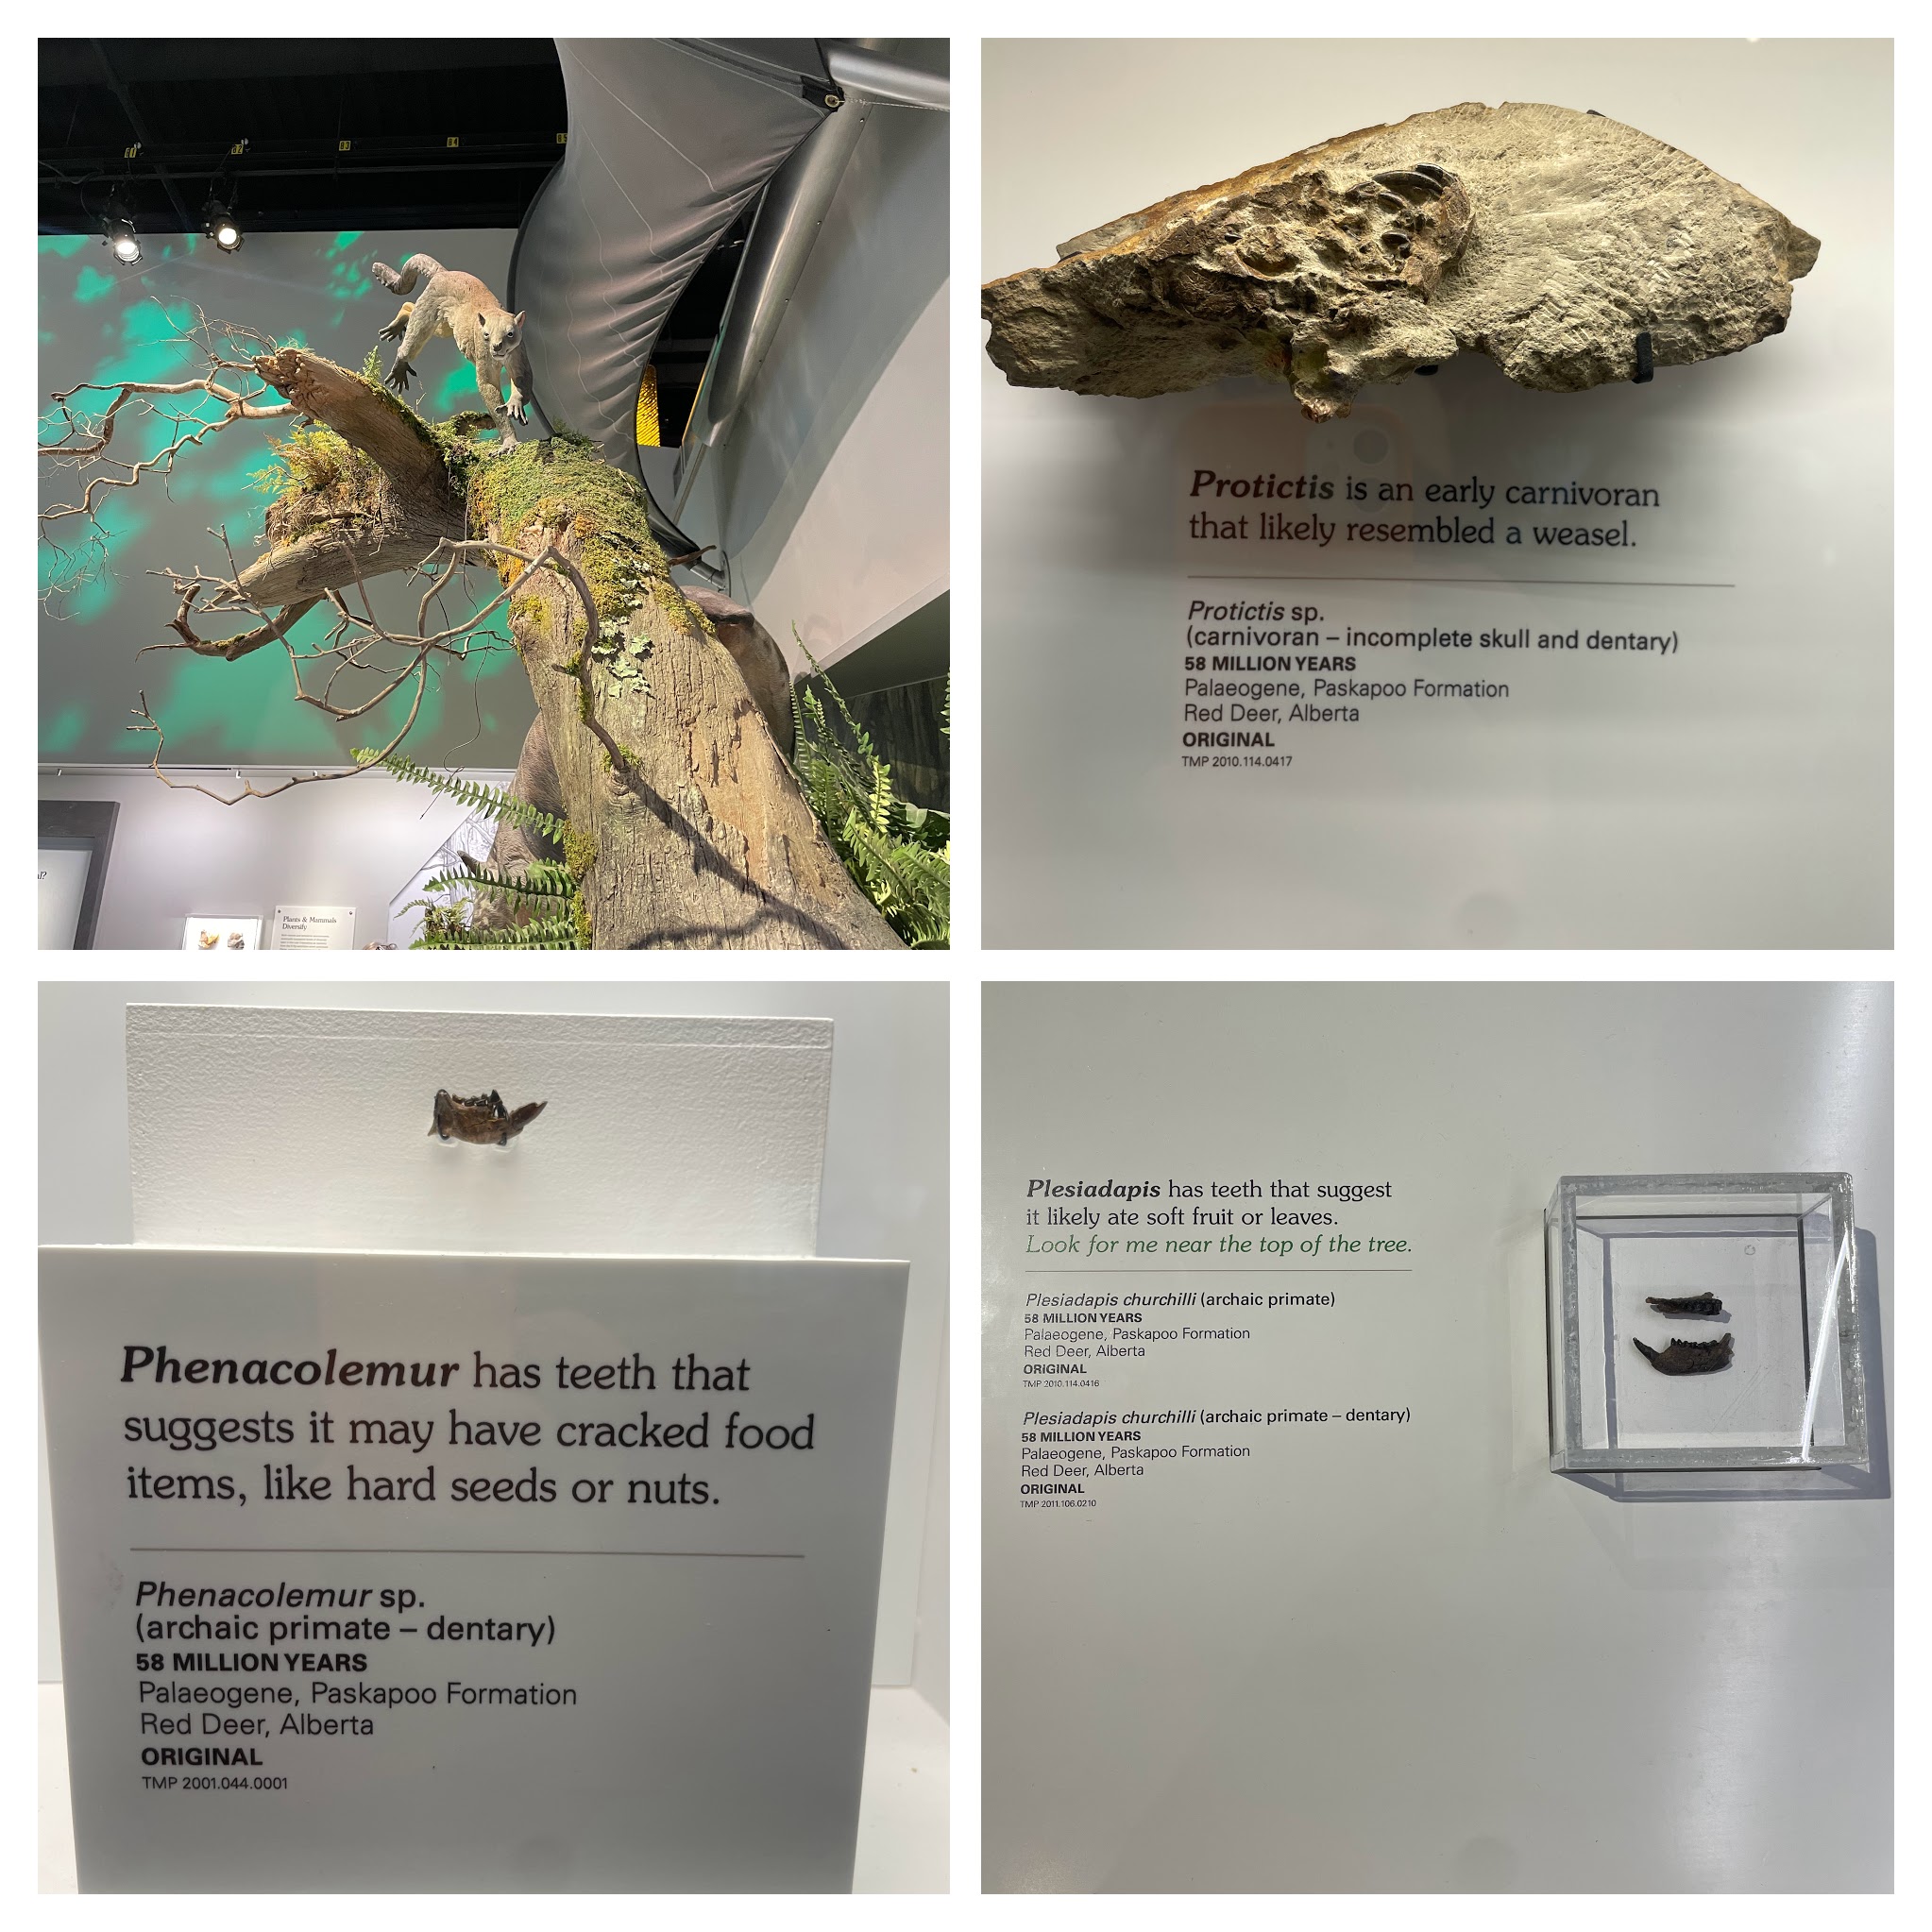 Plants & Mammals
Diversify
Protictis is an early carnivoran
that likely resembled a weasel.
Protictis sp.
(carnivoran – incomplete skull and dentary)
58 MILLION YEARS
Palaeogene, Paskapoo Formation
Red Deer, Alberta
ORIGINAL
TMP 2010.114.0417
Phenacolemur has teeth that
suggests it may have cracked food
items, like hard seeds or nuts.
Phenacolemur sp.
(archaic primate – dentary)
58 MILLION YEARS
Palaeogene, Paskapoo Formation
Red Deer, Alberta
ORIGINAL
TMP 2001.044.0001
Plesiadapis has teeth that suggest
it likely ate soft fruit or leaves.
Look for me near the top of the tree.
Plesiadapis churchilli (archaic primate)
58 MILLION YEARS
Palaeogene, Paskapoo Formation
Red Deer, Alberta
ORIGINAL
TMP 2010.114.0416
Plesiadapis churchilli (archaic primate – dentary)
58 MILLION YEARS
Palaeogene, Paskapoo Formation
Red Deer, Alberta
ORIGINAL
TMP 2011.106.0210